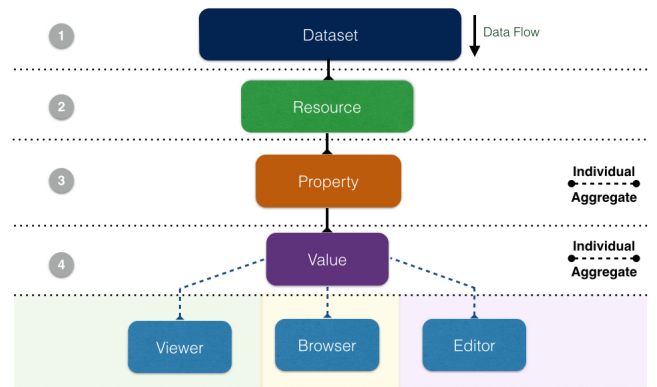 1
Dataset
Data Flow
2
Resource
3
Property
Individual
Aggregate
4
Value
Individual
Aggregate
Viewer
Browser
Editor